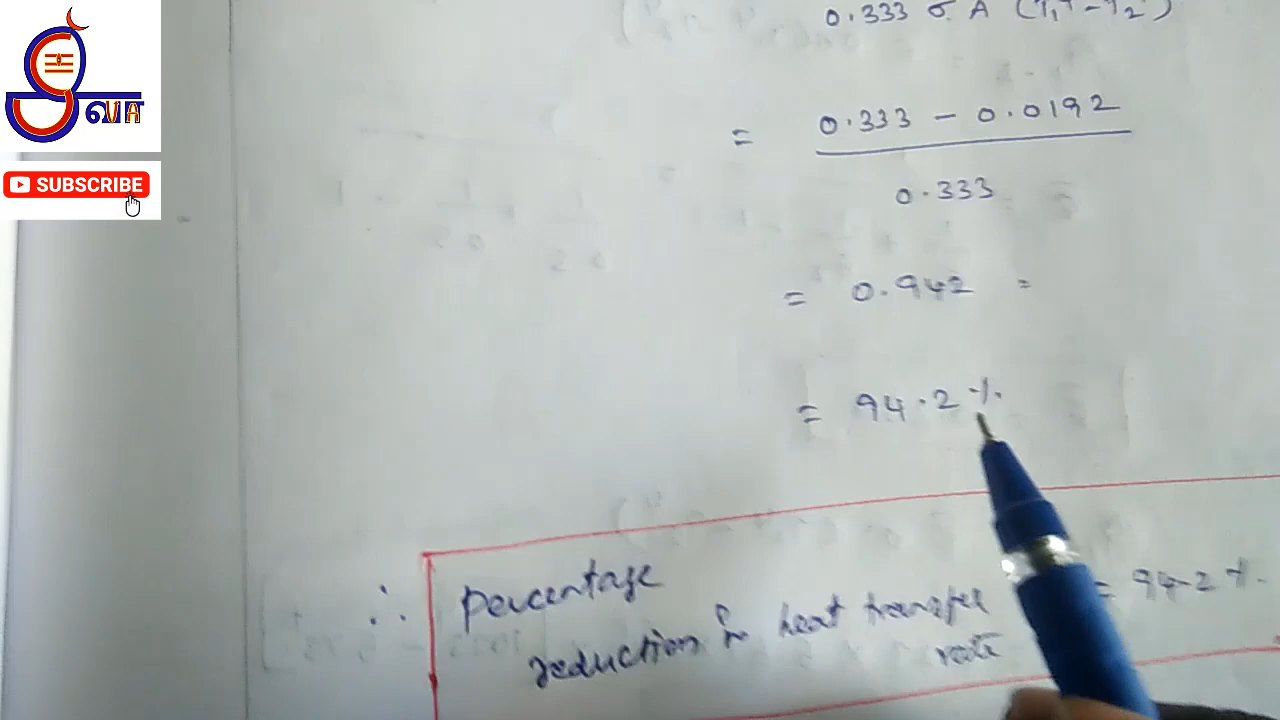 வா
SUBSCRIBE
0.333 σ A (T₁⁴ - T₂⁴)
= 0.333 - 0.0192
0.333
= 0.942 =
= 94.2 %.
∴ Percentage
reduction in heat transfer = 94.2 %.
rate